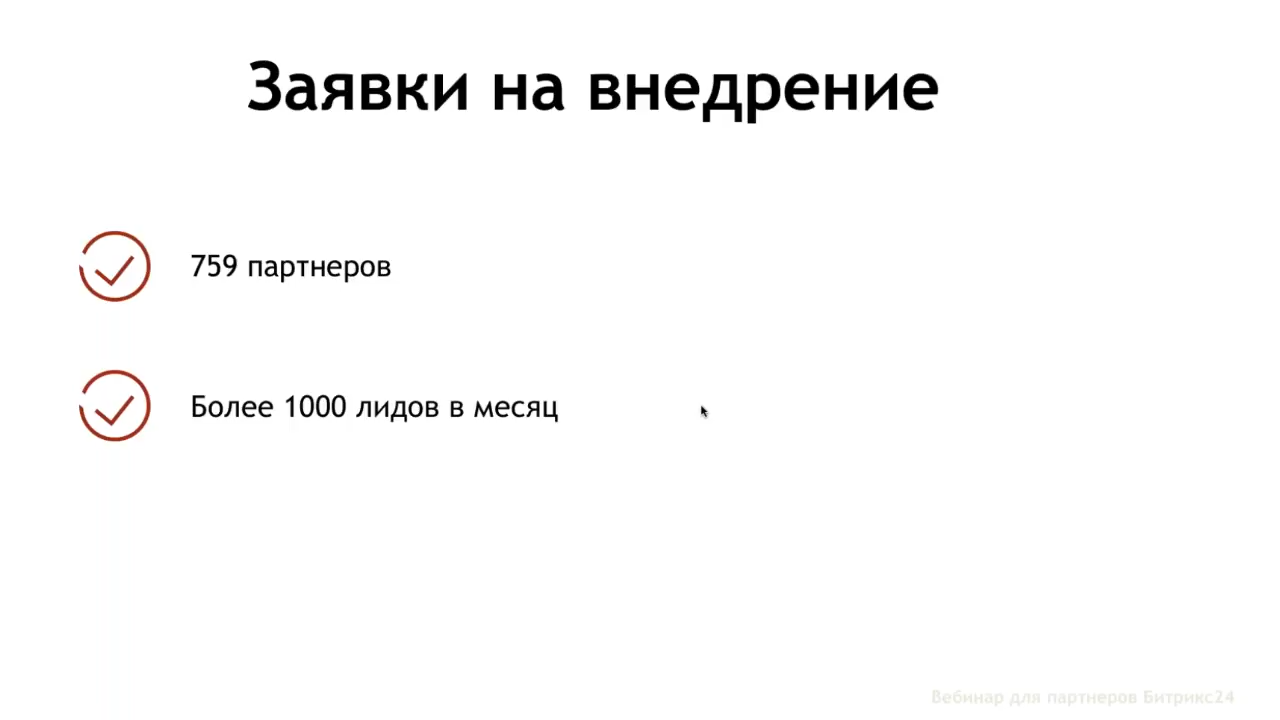 Заявки на внедрение
759 партнеров
Более 1000 лидов в месяц
Вебинар для партнеров Битрикс24